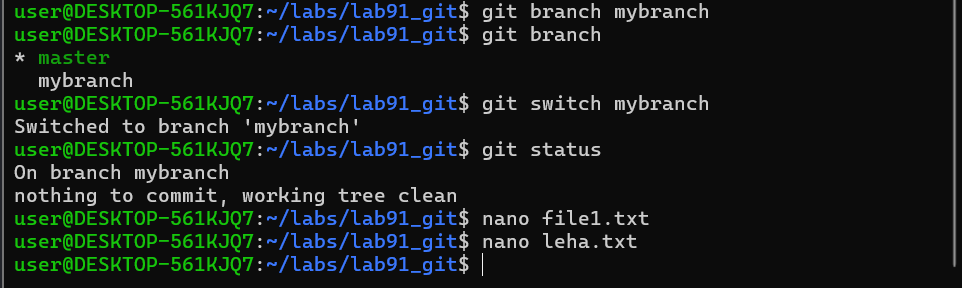 user@DESKTOP-561KJQ7:~/labs/lab91_git$ git branch mybranch
user@DESKTOP-561KJQ7:~/labs/lab91_git$ git branch
* master
  mybranch
user@DESKTOP-561KJQ7:~/labs/lab91_git$ git switch mybranch
Switched to branch 'mybranch'
user@DESKTOP-561KJQ7:~/labs/lab91_git$ git status
On branch mybranch
nothing to commit, working tree clean
user@DESKTOP-561KJQ7:~/labs/lab91_git$ nano file1.txt
user@DESKTOP-561KJQ7:~/labs/lab91_git$ nano leha.txt
user@DESKTOP-561KJQ7:~/labs/lab91_git$